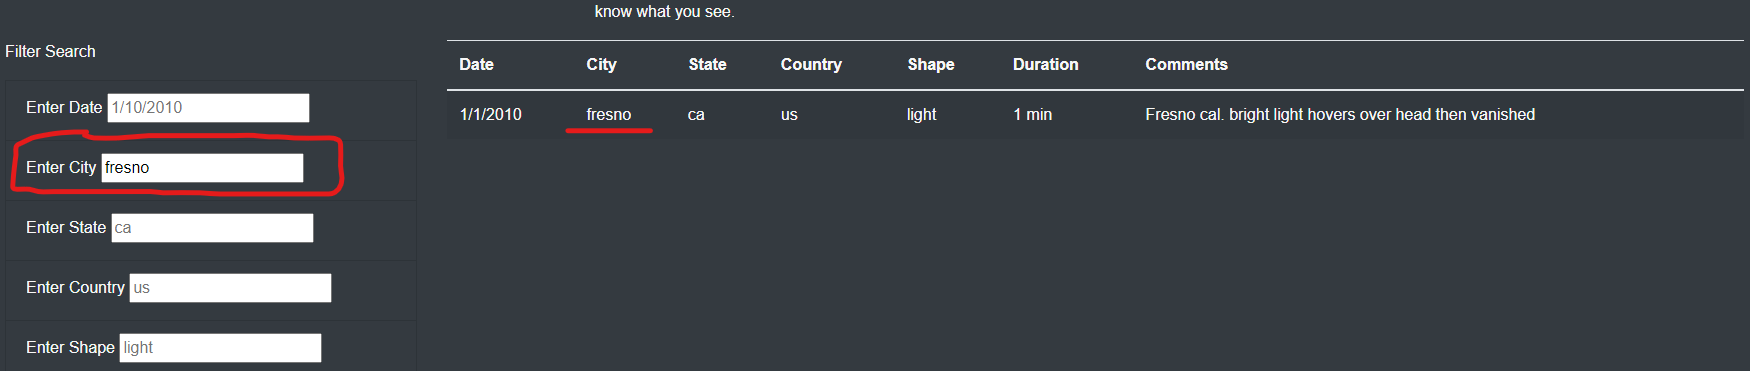 know what you see.
Filter Search
Enter Date 1/10/2010
Enter City fresno
Enter State ca
Enter Country us
Enter Shape light
Date City State Country Shape Duration Comments
1/1/2010 fresno ca us light 1 min Fresno cal. bright light hovers over head then vanished